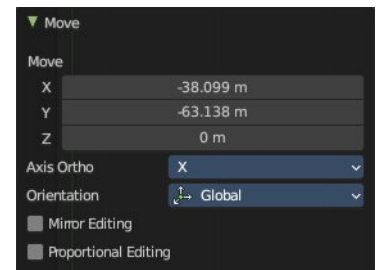 Move
Move
X -38.099 m
Y -63.138 m
Z 0 m
Axis Ortho X
Orientation Global
Mirror Editing
Proportional Editing